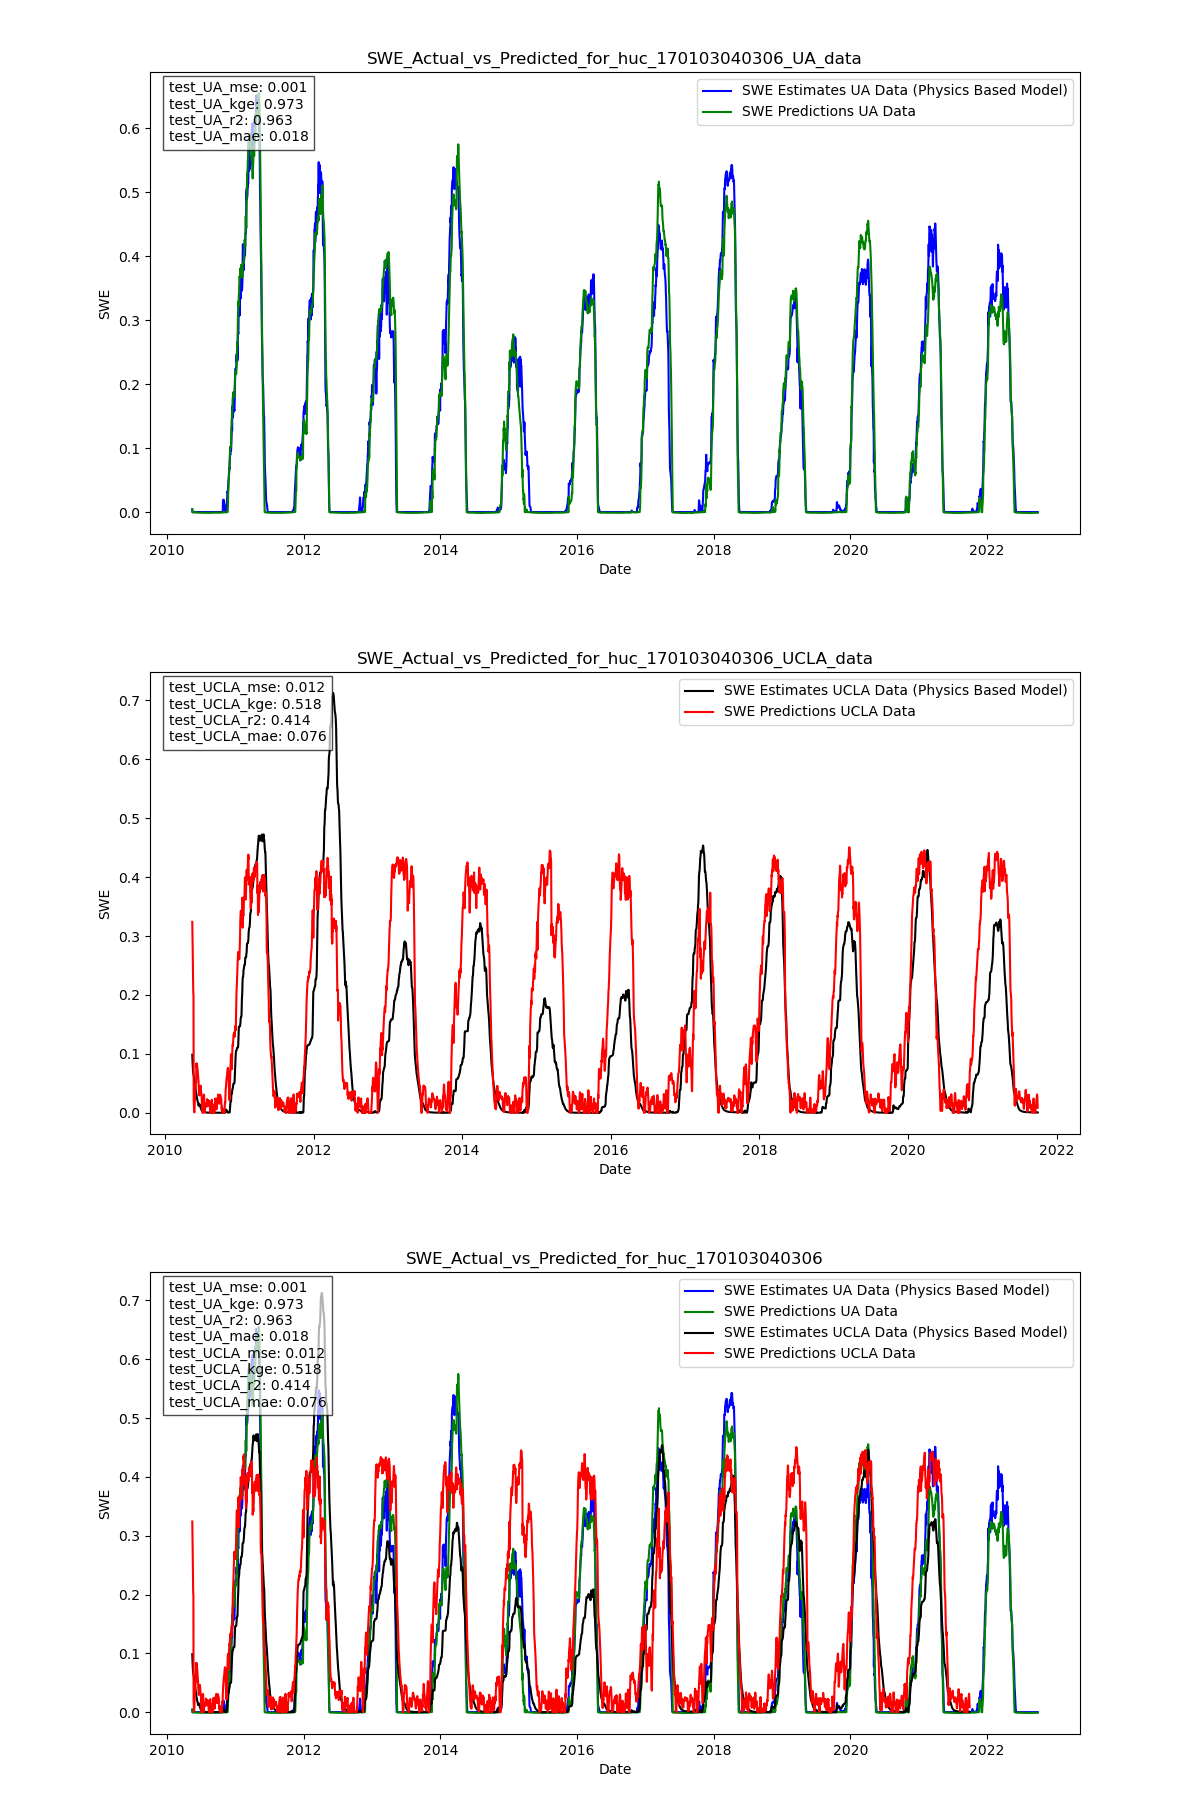 SWE_Actual_vs_Predicted_for_huc_170103040306_UA_data
test_UA_mse: 0.001
test_UA_kge: 0.973
test_UA_r2: 0.963
test_UA_mae: 0.018
SWE Estimates UA Data (Physics Based Model)
SWE Predictions UA Data
0.6
0.5
0.4
0.3
0.2
0.1
0.0
SWE
2010 2012 2014 2016 2018 2020 2022
Date
SWE_Actual_vs_Predicted_for_huc_170103040306_UCLA_data
test_UCLA_mse: 0.012
test_UCLA_kge: 0.518
test_UCLA_r2: 0.414
test_UCLA_mae: 0.076
SWE Estimates UCLA Data (Physics Based Model)
SWE Predictions UCLA Data
0.7
0.6
0.5
0.4
0.3
0.2
0.1
0.0
SWE
2010 2012 2014 2016 2018 2020 2022
Date
SWE_Actual_vs_Predicted_for_huc_170103040306
test_UA_mse: 0.001
test_UA_kge: 0.973
test_UA_r2: 0.963
test_UA_mae: 0.018
test_UCLA_mse: 0.012
test_UCLA_kge: 0.518
test_UCLA_r2: 0.414
test_UCLA_mae: 0.076
SWE Estimates UA Data (Physics Based Model)
SWE Predictions UA Data
SWE Estimates UCLA Data (Physics Based Model)
SWE Predictions UCLA Data
0.7
0.6
0.5
0.4
0.3
0.2
0.1
0.0
SWE
2010 2012 2014 2016 2018 2020 2022
Date